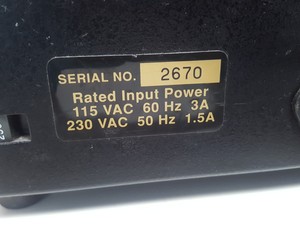 SERIAL NO. 2670
Rated Input Power
115 VAC 60 Hz 3A
230 VAC 50 Hz 1.5A